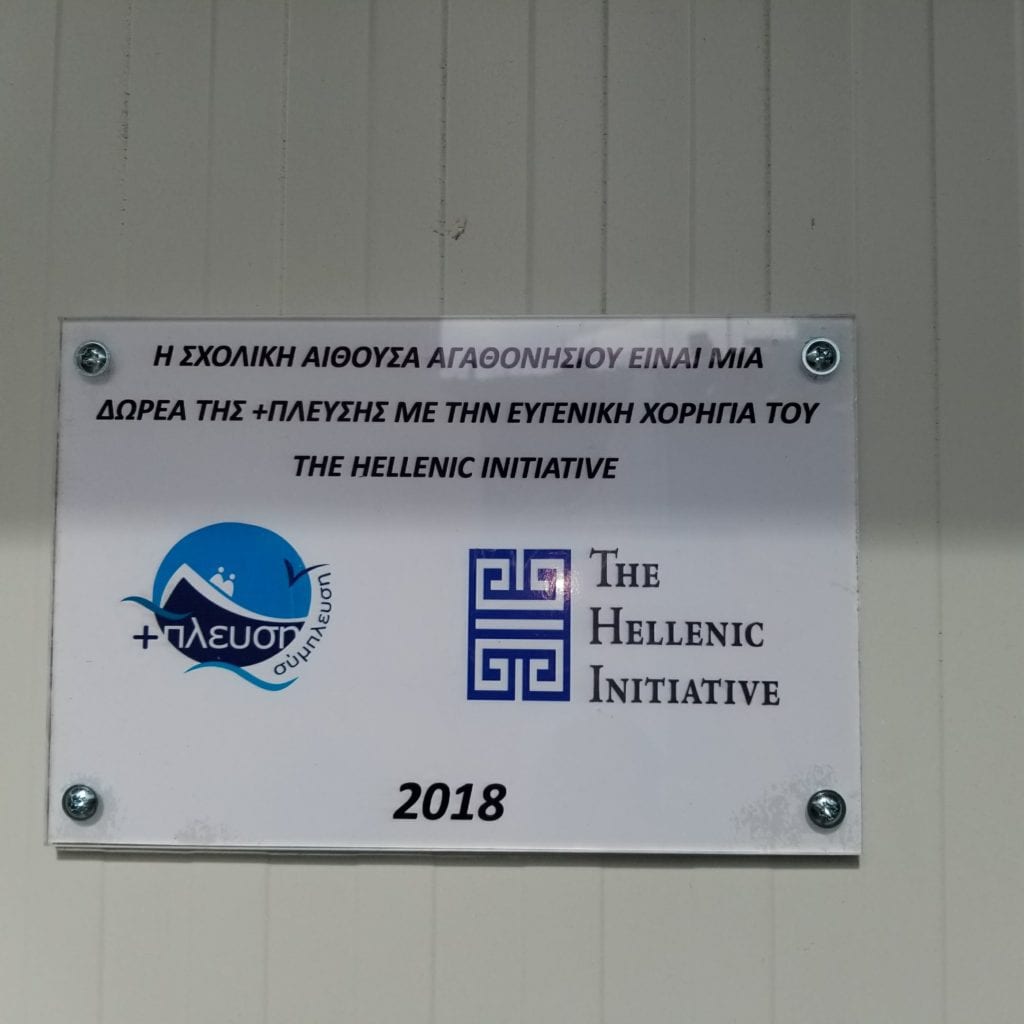 Η ΣΧΟΛΙΚΗ ΑΙΘΟΥΣΑ ΑΓΑΘΟΝΗΣΙΟΥ ΕΙΝΑΙ ΜΙΑ
ΔΩΡΕΑ ΤΗΣ +ΠΛΕΥΣΗΣ ΜΕ ΤΗΝ ΕΥΓΕΝΙΚΗ ΧΟΡΗΓΙΑ ΤΟΥ
THE HELLENIC INITIATIVE
+πλευση
σύμπλευση
THE
HELLENIC
INITIATIVE
2018